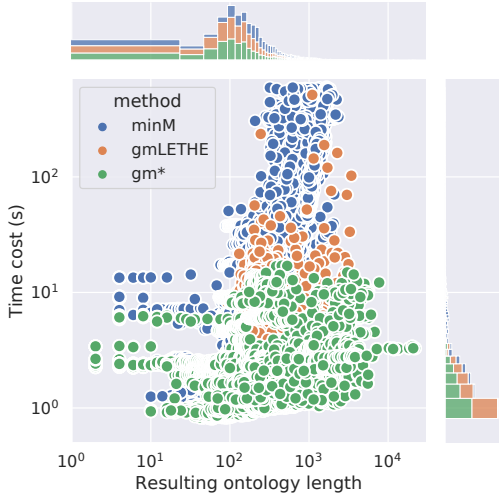 method
minM
gmLETHE
gm*
Time cost (s)
10²
10¹
10⁰
10⁰ 10¹ 10² 10³ 10⁴
Resulting ontology length